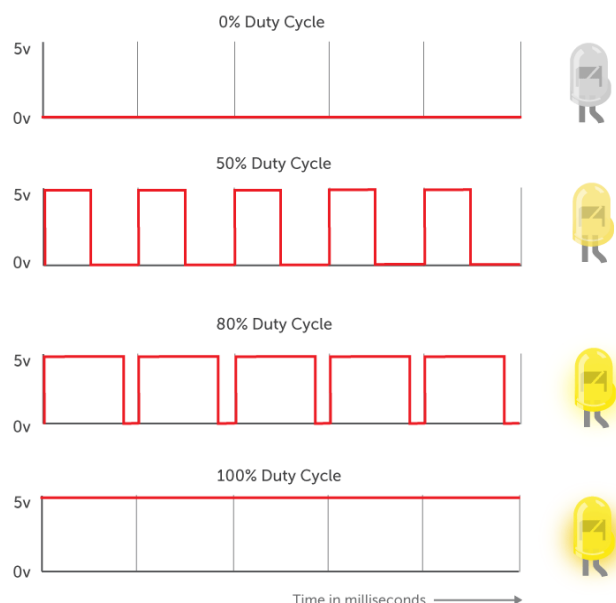 0% Duty Cycle
5v
0v
50% Duty Cycle
5v
0v
80% Duty Cycle
5v
0v
100% Duty Cycle
5v
0v
Time in milliseconds